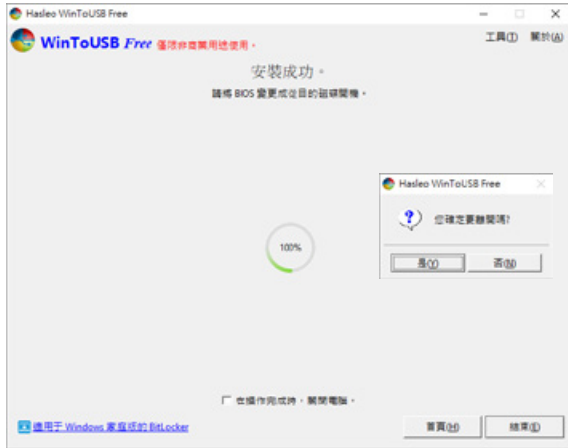 Hasleo WinToUSB Free
WinToUSB Free 僅限非商業用途使用。
工具(T) 關於(A)
安裝成功。
請將 BIOS 變更成從目的磁碟開機。
Hasleo WinToUSB Free
您確定要離開嗎?
是(Y) 否(N)
100%
在操作完成時,關閉電腦。
適用于 Windows 家庭版的 BitLocker
首頁(H) 結束(E)